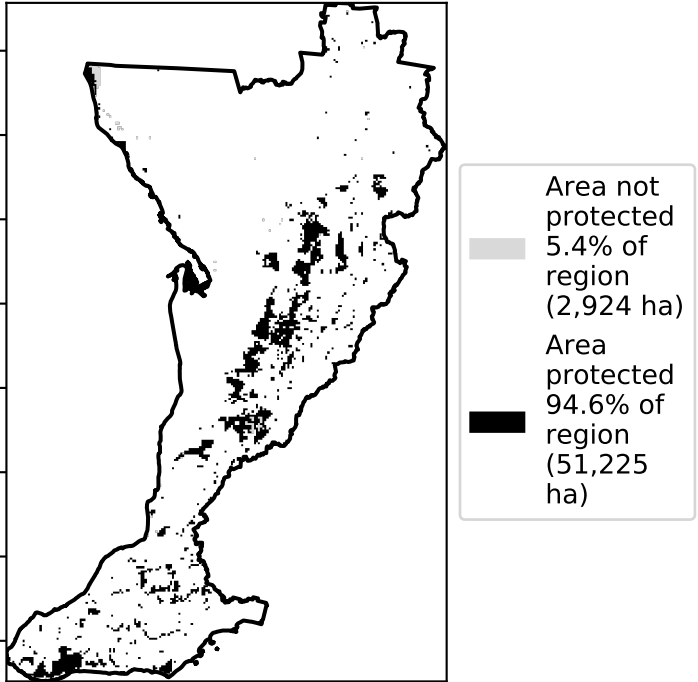 Area not
protected
5.4% of
region
(2,924 ha)
Area
protected
94.6% of
region
(51,225
ha)